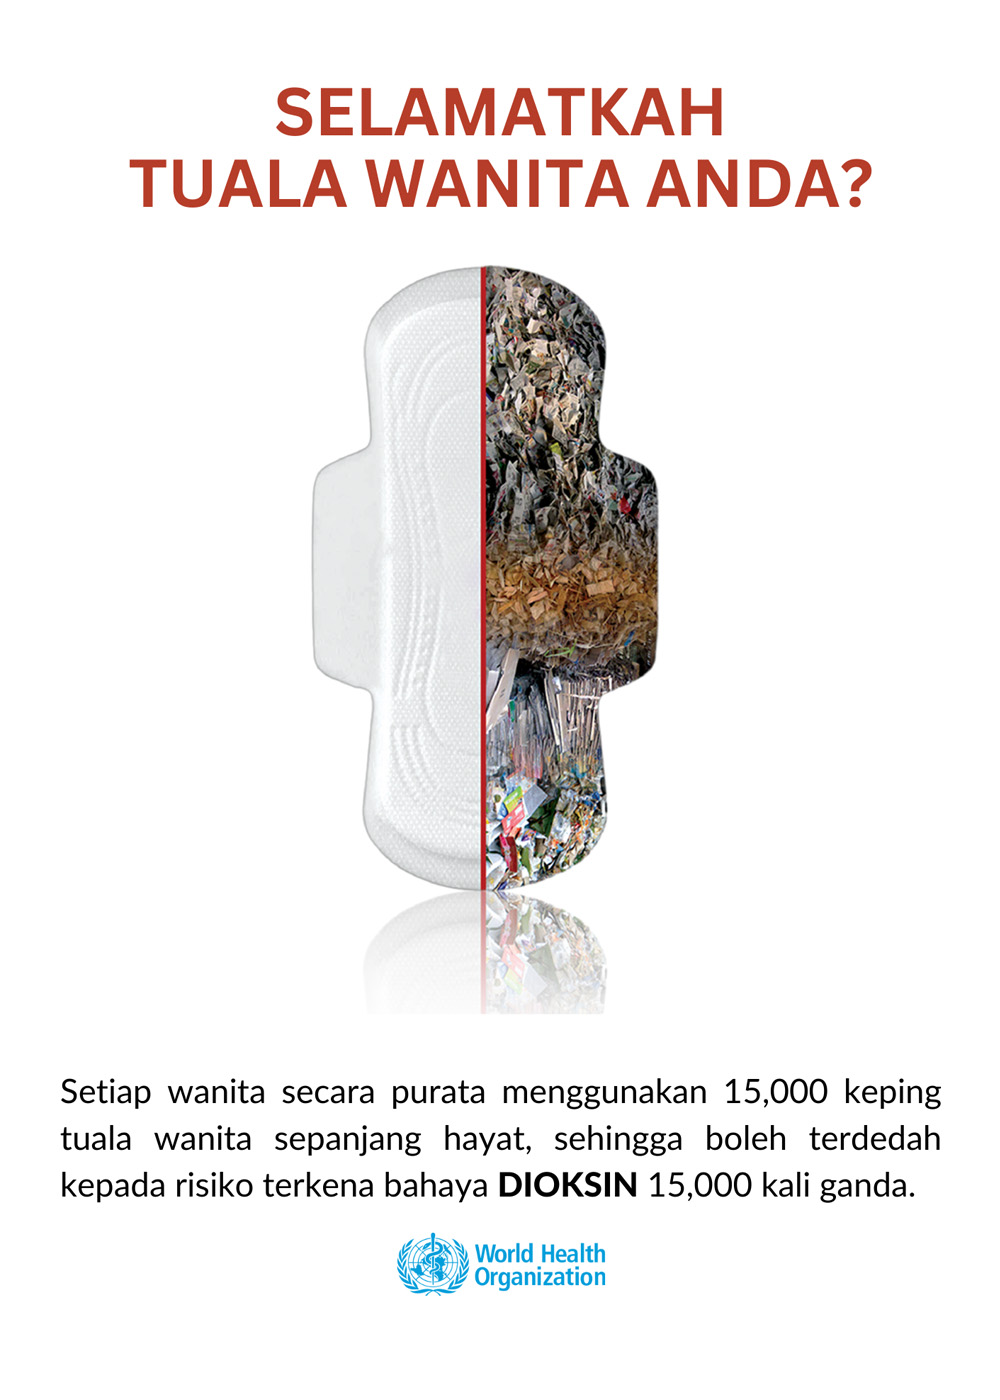 SELAMATKAH
TUALA WANITA ANDA?
Setiap wanita secara purata menggunakan 15,000 keping
tuala wanita sepanjang hayat, sehingga boleh terdedah
kepada risiko terkena bahaya DIOKSIN 15,000 kali ganda.
World Health
Organization